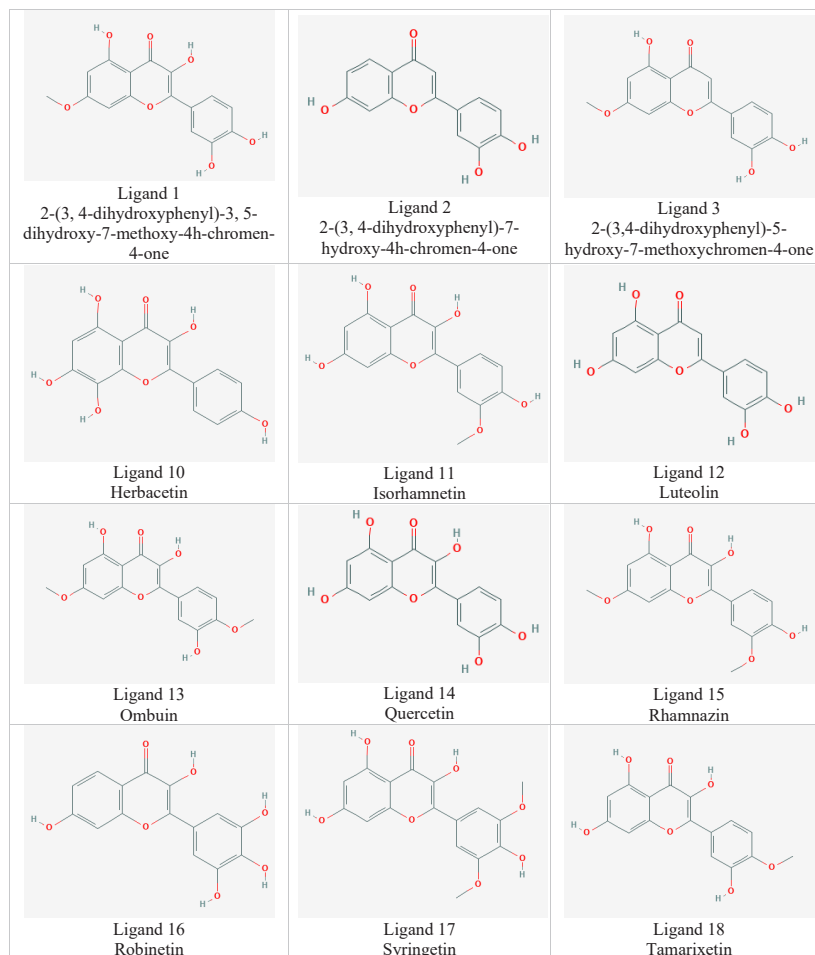 Ligand 1
2-(3, 4-dihydroxyphenyl)-3, 5-
dihydroxy-7-methoxy-4h-chromen-
4-one
Ligand 2
2-(3, 4-dihydroxyphenyl)-7-
hydroxy-4h-chromen-4-one
Ligand 3
2-(3,4-dihydroxyphenyl)-5-
hydroxy-7-methoxychromen-4-one
Ligand 10
Herbacetin
Ligand 11
Isorhamnetin
Ligand 12
Luteolin
Ligand 13
Ombuin
Ligand 14
Quercetin
Ligand 15
Rhamnazin
Ligand 16
Robinetin
Ligand 17
Syringetin
Ligand 18
Tamarixetin